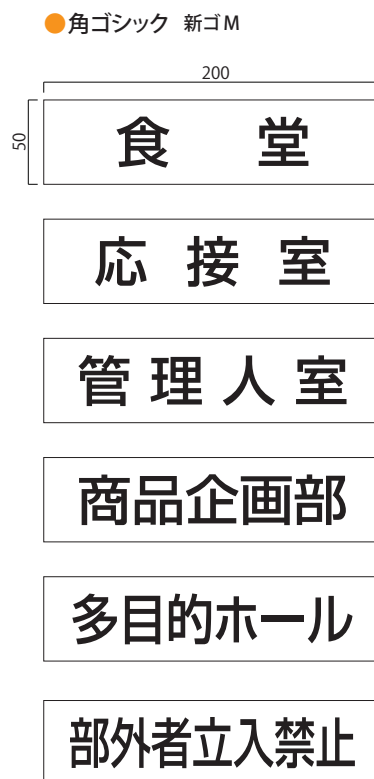 ●角ゴシック 新ゴM
200
50
食 堂
応接室
管理人室
商品企画部
多目的ホール
部外者立入禁止